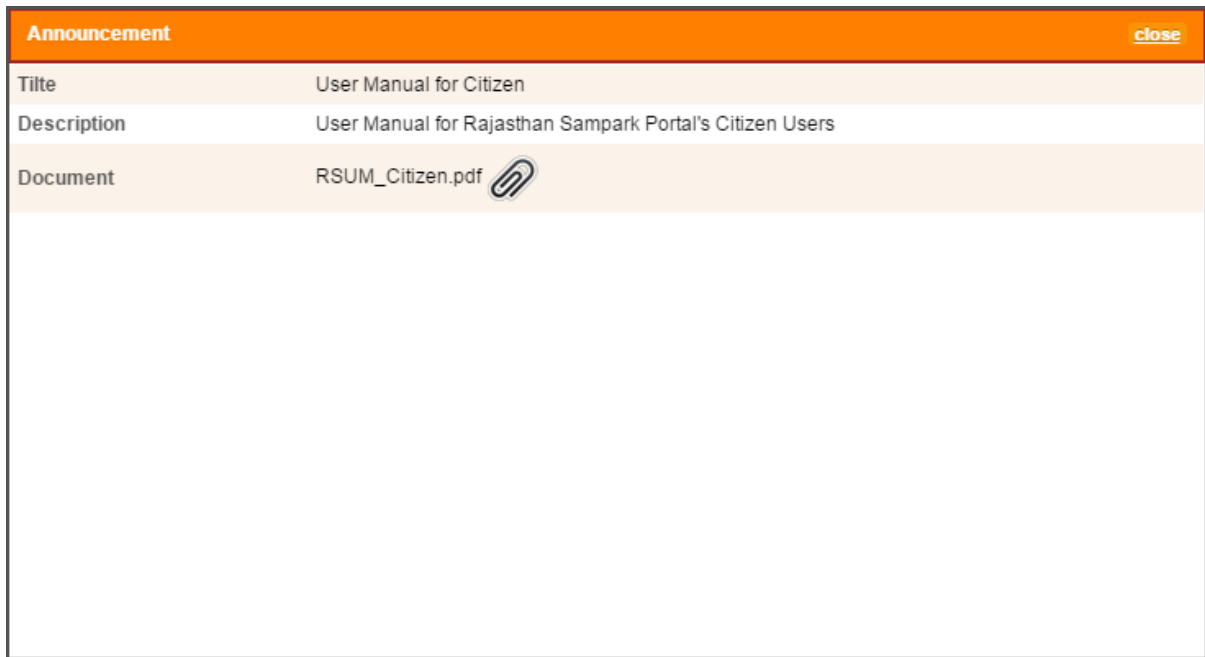 Announcement close
Tilte User Manual for Citizen
Description User Manual for Rajasthan Sampark Portal's Citizen Users
Document RSUM_Citizen.pdf